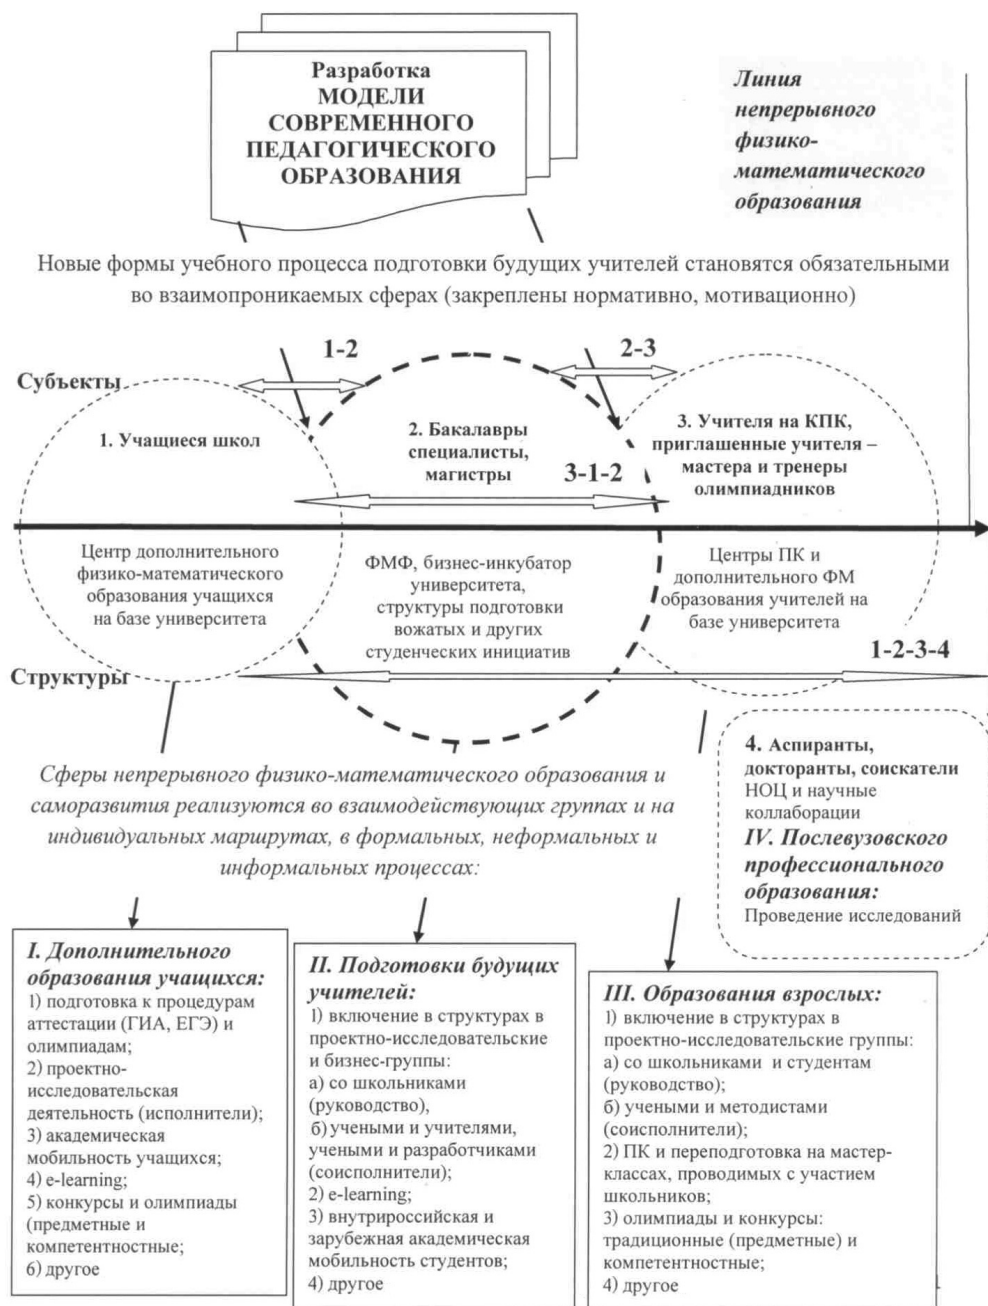 Разработка
МОДЕЛИ
СОВРЕМЕННОГО
ПЕДАГОГИЧЕСКОГО
ОБРАЗОВАНИЯ
Линия
непрерывного
физико-
математического
образования
Новые формы учебного процесса подготовки будущих учителей становятся обязательными
во взаимопроникаемых сферах (закреплены нормативно, мотивационно)
1-2
2-3
Субъекты
1. Учащиеся школ
2. Бакалавры
специалисты,
магистры
3-1-2
3. Учителя на КПК,
приглашенные учителя –
мастера и тренеры
олимпиадников
Центр дополнительного
физико-математического
образования учащихся
на базе университета
ФМФ, бизнес-инкубатор
университета,
структуры подготовки
вожатых и других
студенческих инициатив
Центры ПК и
дополнительного ФМ
образования учителей на
базе университета
1-2-3-4
Структуры
4. Аспиранты,
докторанты, соискатели
НОЦ и научные
коллаборации
IV. Послевузовского
профессионального
образования:
Проведение исследований
Сферы непрерывного физико-математического образования и
саморазвития реализуются во взаимодействующих группах и на
индивидуальных маршрутах, в формальных, неформальных и
информальных процессах:
I. Дополнительного
образования учащихся:
1) подготовка к процедурам
аттестации (ГИА, ЕГЭ) и
олимпиадам;
2) проектно-
исследовательская
деятельность (исполнители);
3) академическая
мобильность учащихся;
4) e-learning;
5) конкурсы и олимпиады
(предметные и
компетентностные;
6) другое
II. Подготовки будущих
учителей:
1) включение в структурах в
проектно-исследовательские
и бизнес-группы:
а) со школьниками
(руководство),
б) учеными и учителями,
учеными и разработчиками
(соисполнители);
2) e-learning;
3) внутрироссийская и
зарубежная академическая
мобильность студентов;
4) другое
III. Образования взрослых:
1) включение в структурах в
проектно-исследовательские группы:
а) со школьниками и студентам
(руководство);
б) учеными и методистами
(соисполнители);
2) ПК и переподготовка на мастер-
классах, проводимых с участием
школьников;
3) олимпиады и конкурсы:
традиционные (предметные) и
компетентностные;
4) другое